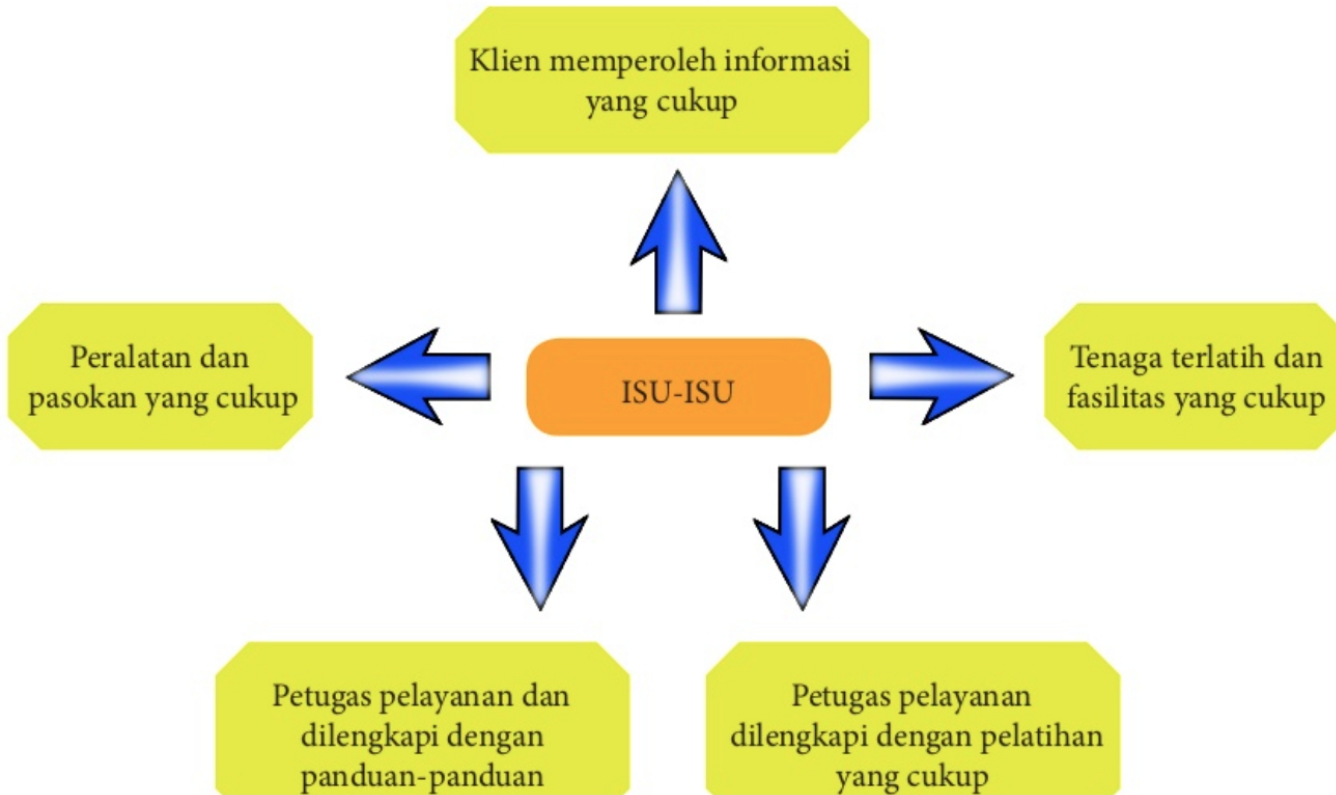 Klien memperoleh informasi
yang cukup
Peralatan dan
pasokan yang cukup
ISU-ISU
Tenaga terlatih dan
fasilitas yang cukup
Petugas pelayanan dan
dilengkapi dengan
panduan-panduan
Petugas pelayanan
dilengkapi dengan pelatihan
yang cukup